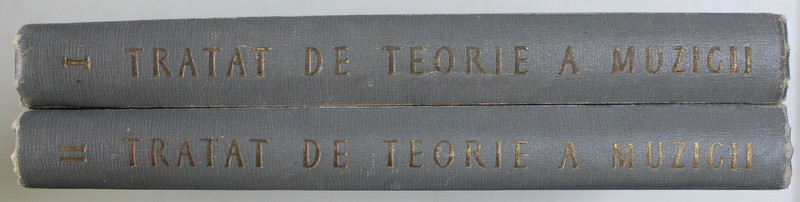 I TRATAT DE TEORIE A MUZICII
II TRATAT DE TEORIE A MUZICII